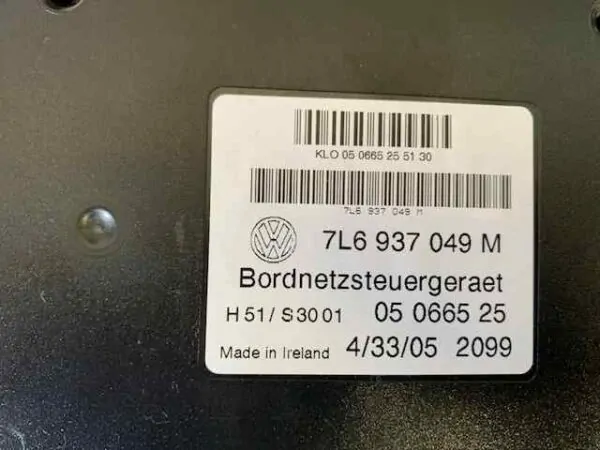 KLO 05 0665 25 51 30
7L6 937 049 M
7L6 937 049 M
Bordnetzsteuergeraet
H 51 / S30 01 05 0665 25
Made in Ireland 4/33/05 2099